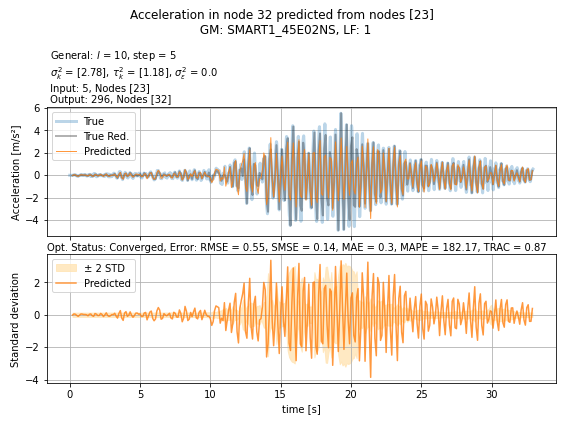 Acceleration in node 32 predicted from nodes [23]
GM: SMART1_45E02NS, LF: 1
General: l = 10, step = 5
σ²ₖ = [2.78], τ²ₖ = [1.18], σ²ε = 0.0
Input: 5, Nodes [23]
Output: 296, Nodes [32]
6
4
2
0
−2
−4
Acceleration [m/s²]
True
True Red.
Predicted
Opt. Status: Converged, Error: RMSE = 0.55, SMSE = 0.14, MAE = 0.3, MAPE = 182.17, TRAC = 0.87
2
0
−2
−4
Standard deviation
± 2 STD
Predicted
0 5 10 15 20 25 30
time [s]